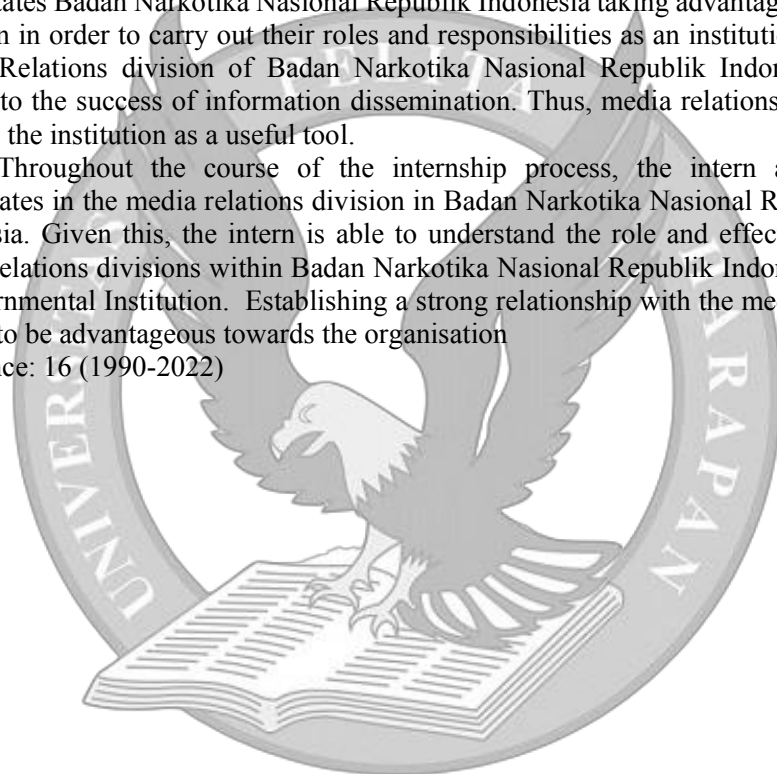 tates Badan Narkotika Nasional Republik Indonesia taking advantag
n in order to carry out their roles and responsibilities as an institutio
Relations division of Badan Narkotika Nasional Republik Indon
to the success of information dissemination. Thus, media relations
the institution as a useful tool.
Throughout the course of the internship process, the intern a
ates in the media relations division in Badan Narkotika Nasional R
sia. Given this, the intern is able to understand the role and effec
elations divisions within Badan Narkotika Nasional Republik Indon
rnmental Institution. Establishing a strong relationship with the me
to be advantageous towards the organisation
ce: 16 (1990-2022)
UNIVERSITAS PELITA HARAPAN